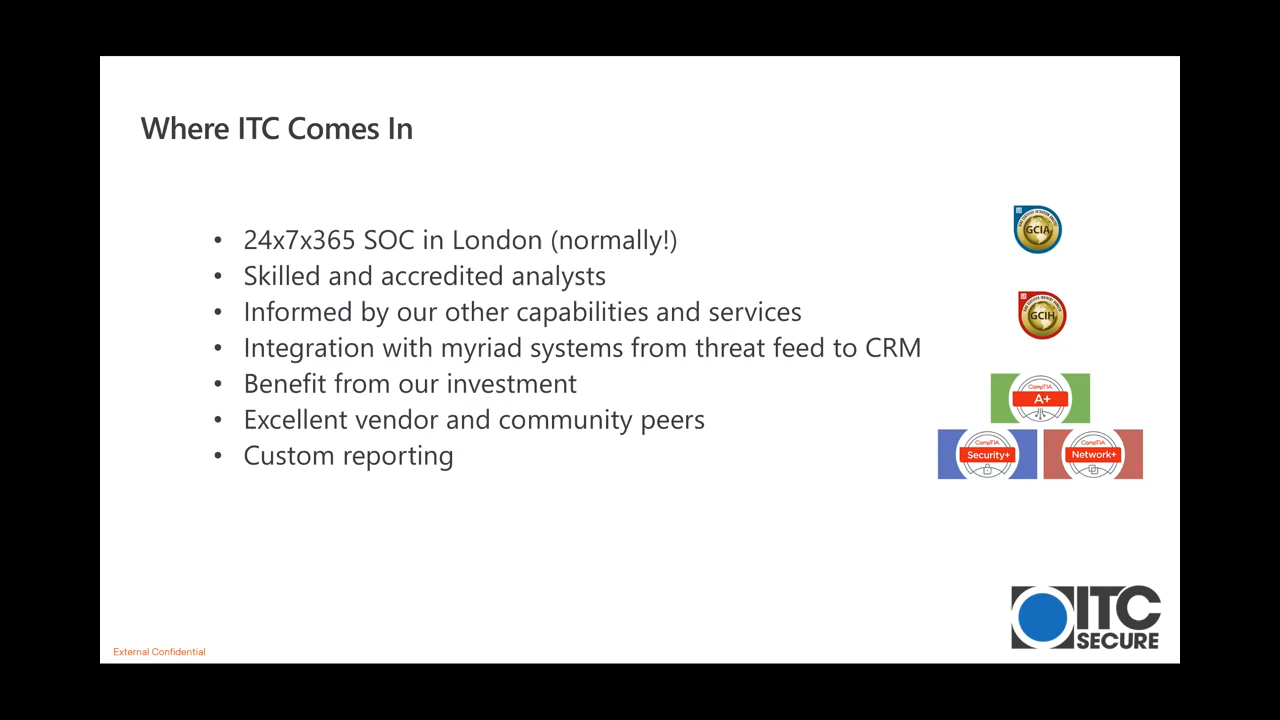 Where ITC Comes In
• 24x7x365 SOC in London (normally!)
• Skilled and accredited analysts
• Informed by our other capabilities and services
• Integration with myriad systems from threat feed to CRM
• Benefit from our investment
• Excellent vendor and community peers
• Custom reporting
GCIA
GCIH
CompTIA
A+
CompTIA
Security+
CompTIA
Network+
ITC
SECURE
External Confidential